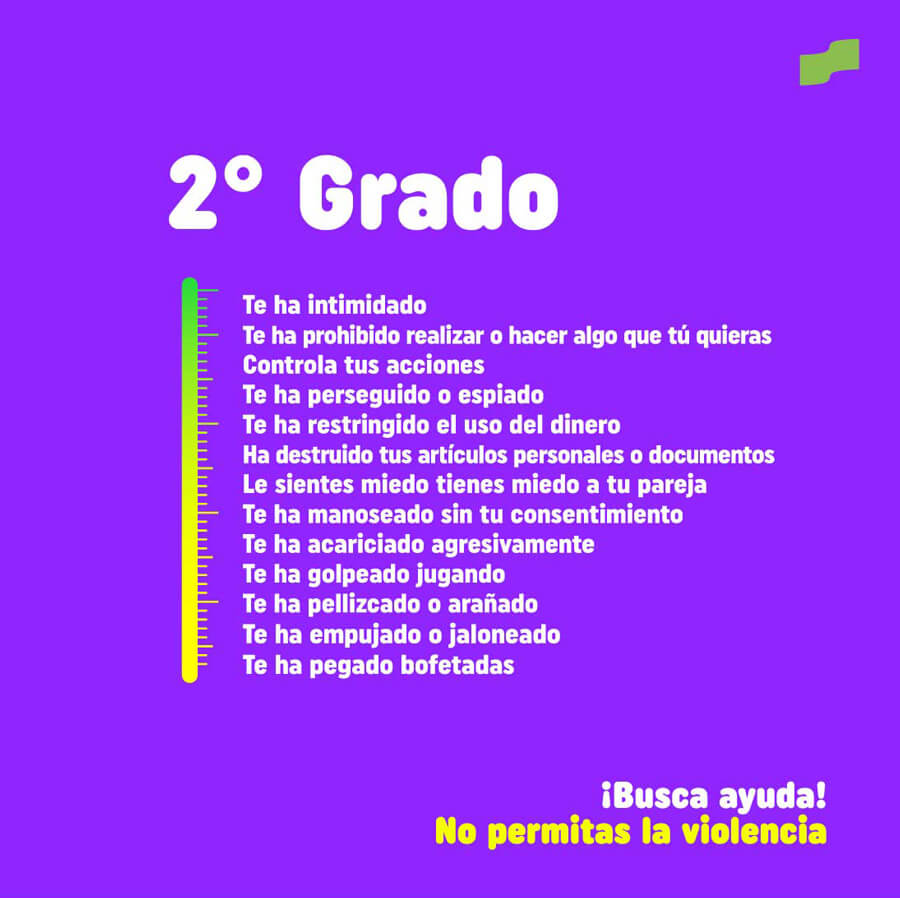 2° Grado
Te ha intimidado
Te ha prohibido realizar o hacer algo que tú quieras
Controla tus acciones
Te ha perseguido o espiado
Te ha restringido el uso del dinero
Ha destruido tus artículos personales o documentos
Le sientes miedo tienes miedo a tu pareja
Te ha manoseado sin tu consentimiento
Te ha acariciado agresivamente
Te ha golpeado jugando
Te ha pellizcado o arañado
Te ha empujado o jaloneado
Te ha pegado bofetadas
¡Busca ayuda!
No permitas la violencia